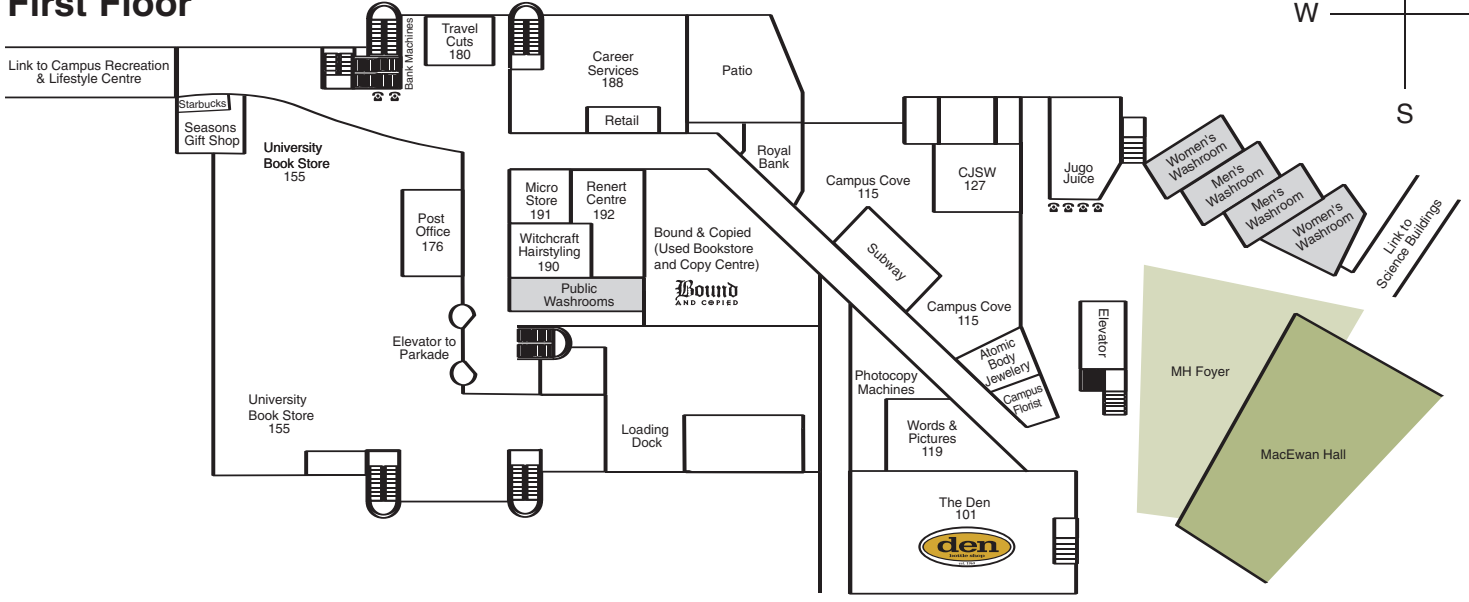 First Floor
W
S
Link to Campus Recreation
& Lifestyle Centre
Starbucks
Seasons
Gift Shop
University
Book Store
155
Bank Machines
Travel
Cuts
180
Career
Services
188
Retail
Patio
Royal
Bank
Post
Office
176
Micro
Store
191
Renert
Centre
192
Witchcraft
Hairstyling
190
Public
Washrooms
Bound & Copied
(Used Bookstore
and Copy Centre)
Bound
AND COPIED
Campus Cove
115
CJSW
127
Jugo
Juice
Women's
Washroom
Men's
Washroom
Men's
Washroom
Women's
Washroom
Link to
Science Buildings
Subway
Campus Cove
115
Elevator to
Parkade
University
Book Store
155
Loading
Dock
Photocopy
Machines
Words &
Pictures
119
Atomic
Body
Jewelery
Campus
Florist
Elevator
MH Foyer
MacEwan Hall
The Den
101
den
bottle shop